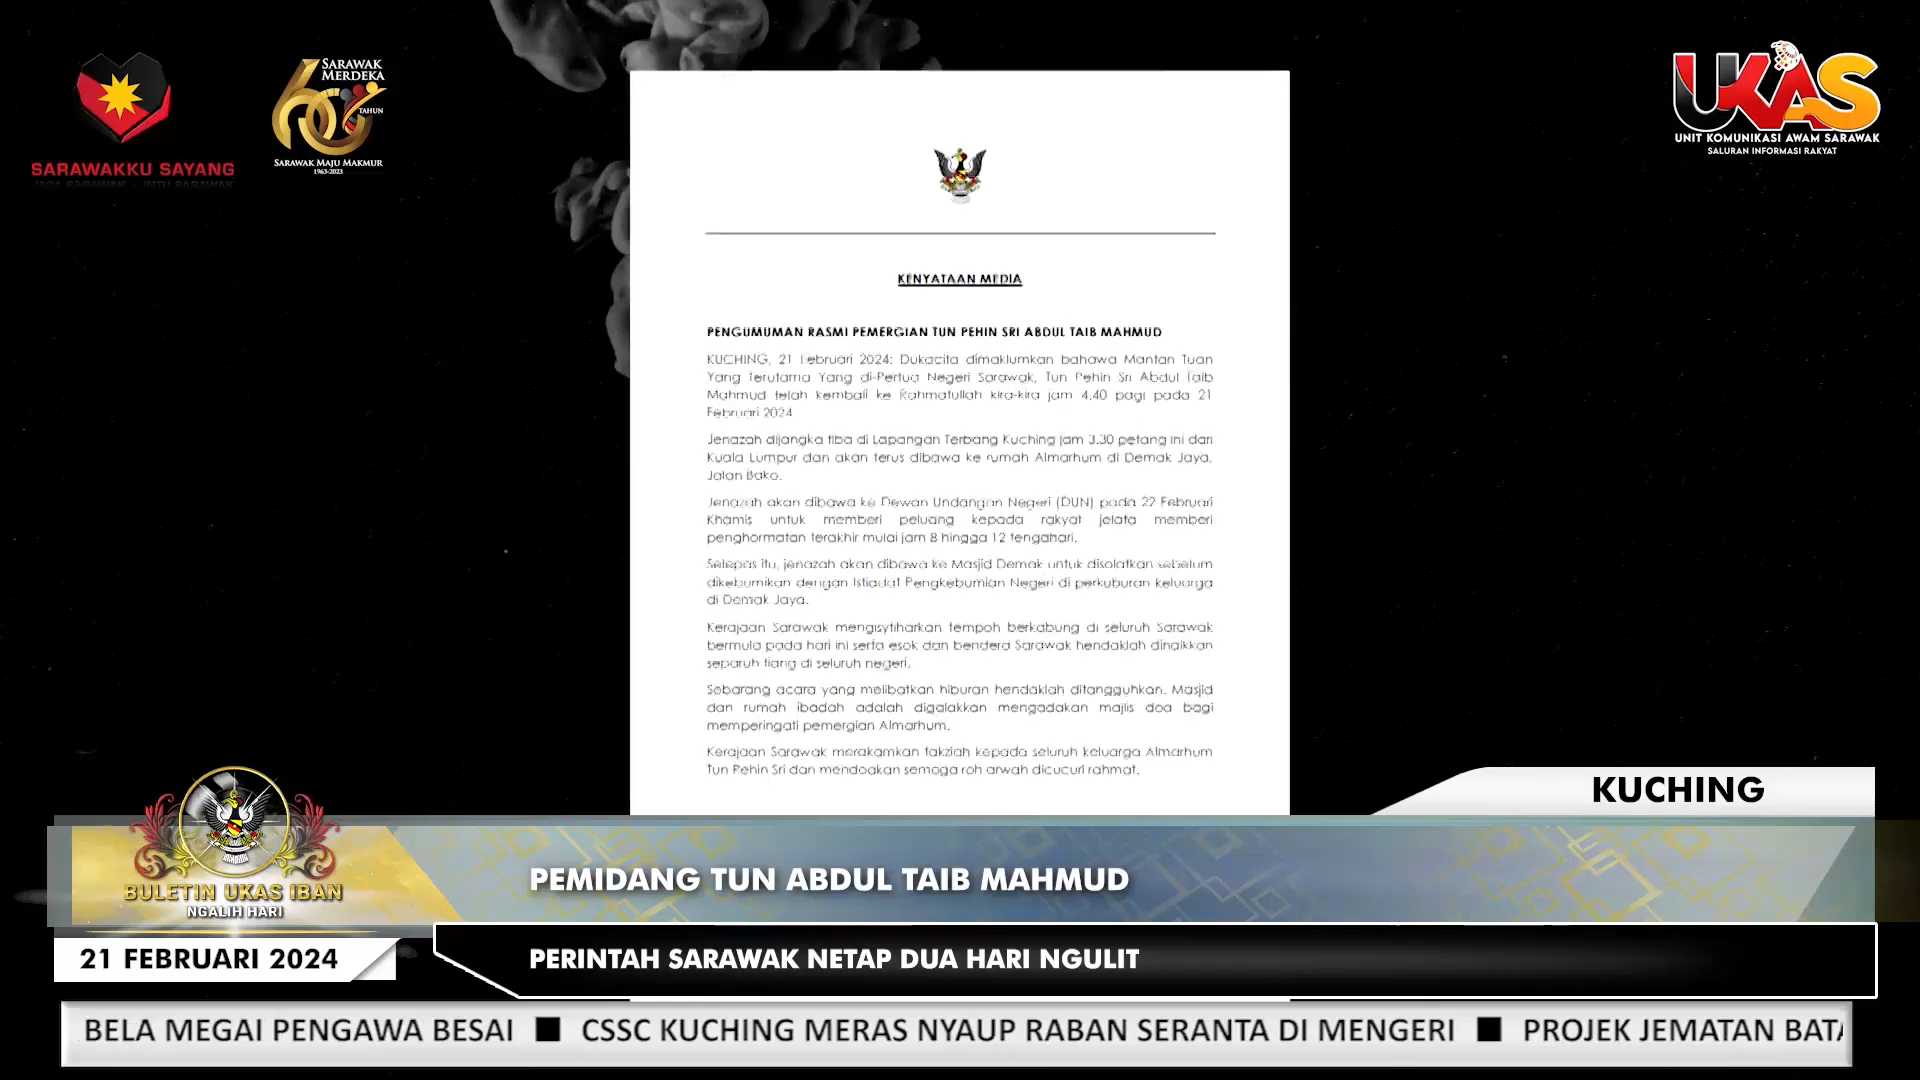 SARAWAKKU SAYANG
SARAWAK
MERDEKA
60
TAHUN
SARAWAK MAJU MAKMUR
1963-2023
UKAS
UNIT KOMUNIKASI AWAM SARAWAK
SALURAN INFORMASI RAKYAT
KENYATAAN MEDIA
PENGUMUMAN RASMI PEMERGIAN TUN PEHIN SRI ABDUL TAIB MAHMUD
KUCHING, 21 Februari 2024: Dukacita dimaklumkan bahawa Mantan Tuan
Yang Terutama Yang di-Pertua Negeri Sarawak, Tun Pehin Sri Abdul Taib
Mahmud telah kembali ke Rahmatullah kira-kira jam 4.40 pagi pada 21
Februari 2024
Jenazah dijangka tiba di Lapangan Terbang Kuching jam 3.30 petang ini dari
Kuala Lumpur dan akan terus dibawa ke rumah Almarhum di Demak Jaya,
Jalan Bako.
Jenazah akan dibawa ke Dewan Undangan Negeri (DUN) pada 22 Februari
Khamis untuk memberi peluang kepada rakyat jelata memberi
penghormatan terakhir mulai jam 8 hingga 12 tengahari.
Selepas itu, jenazah akan dibawa ke Masjid Demak untuk disolatkan sebelum
dikebumikan dengan Istiadat Pengkebumian Negeri di perkuburan keluarga
di Demak Jaya.
Kerajaan Sarawak mengisytiharkan tempoh berkabung di seluruh Sarawak
bermula pada hari ini serta esok dan bendera Sarawak hendaklah dinaikkan
separuh tiang di seluruh negeri.
Sebarang acara yang melibatkan hiburan hendaklah ditangguhkan. Masjid
dan rumah ibadah adalah digalakkan mengadakan majlis doa bagi
memperingati pemergian Almarhum.
Kerajaan Sarawak merakamkan takziah kepada seluruh keluarga Almarhum
Tun Pehin Sri dan mendoakan semoga roh arwah dicucuri rahmat.
KUCHING
BULETIN UKAS IBAN
NGALIH HARI
PEMIDANG TUN ABDUL TAIB MAHMUD
21 FEBRUARI 2024
PERINTAH SARAWAK NETAP DUA HARI NGULIT
BELA MEGAI PENGAWA BESAI ■ CSSC KUCHING MERAS NYAUP RABAN SERANTA DI MENGERI ■ PROJEK JEMATAN